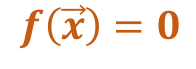 f(x⃗) = 0